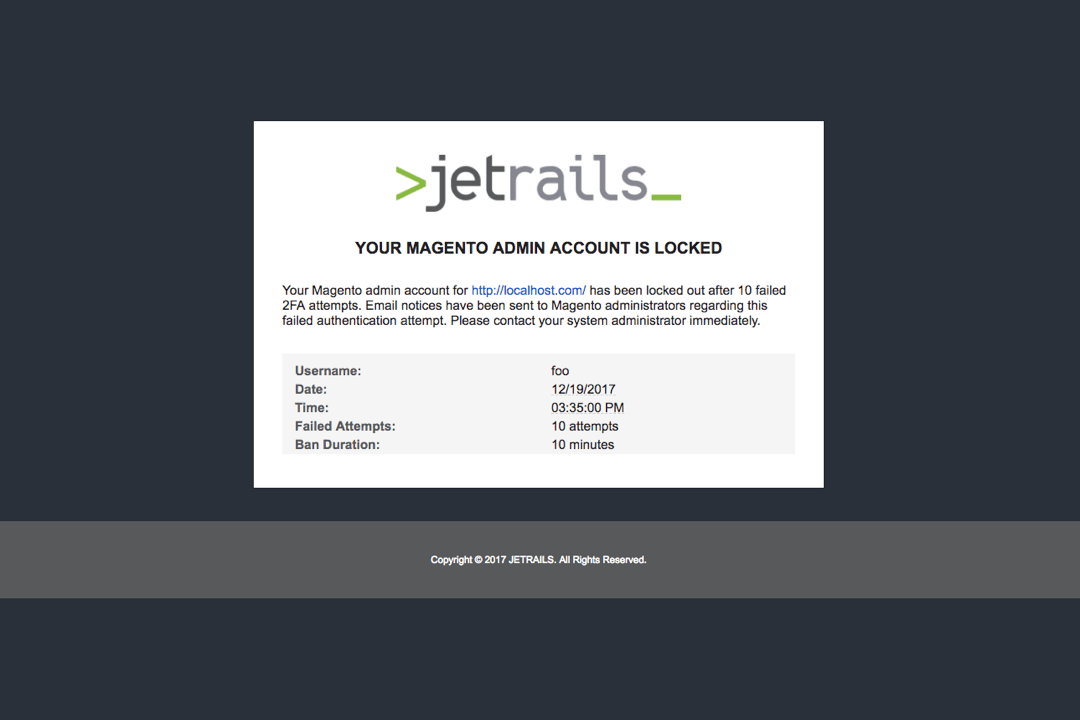 >jetrails_
YOUR MAGENTO ADMIN ACCOUNT IS LOCKED
Your Magento admin account for http://localhost.com/ has been locked out after 10 failed
2FA attempts. Email notices have been sent to Magento administrators regarding this
failed authentication attempt. Please contact your system administrator immediately.
Username: foo
Date: 12/19/2017
Time: 03:35:00 PM
Failed Attempts: 10 attempts
Ban Duration: 10 minutes
Copyright © 2017 JETRAILS. All Rights Reserved.